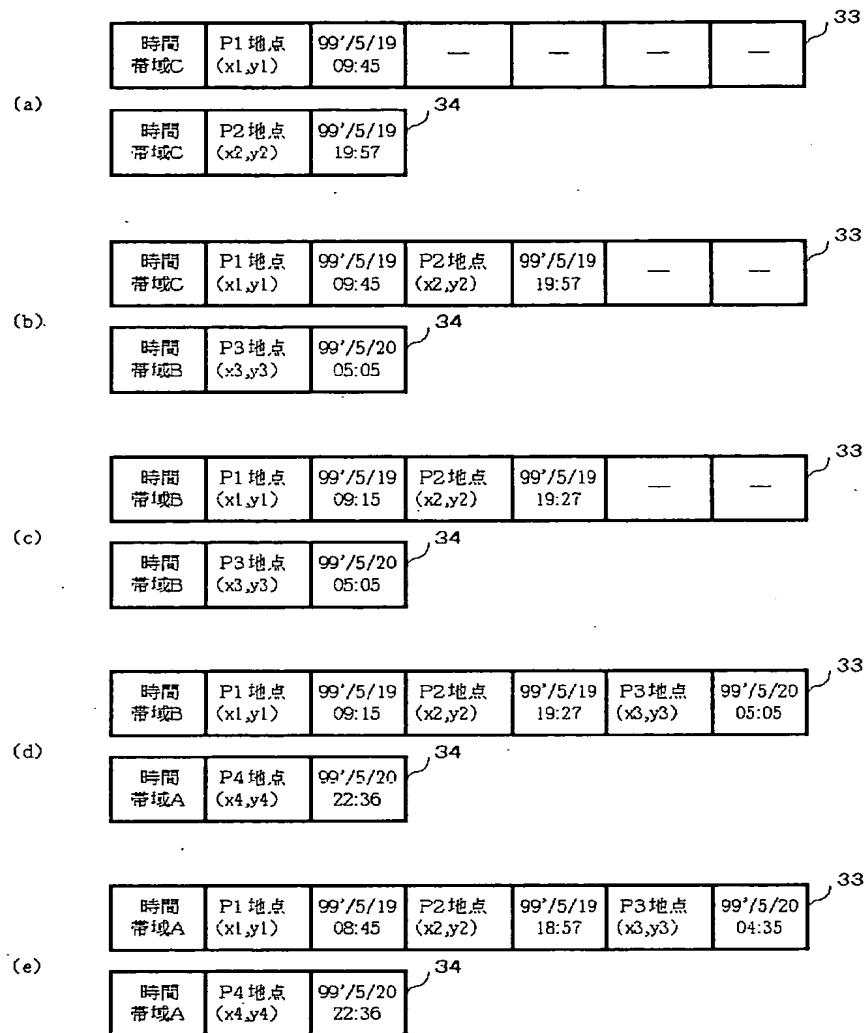 33
時間 P1地点 99'/5/19 — — — —
帯域C (x1,y1) 09:45
(a)
34
時間 P2地点 99'/5/19
帯域C (x2,y2) 19:57
33
時間 P1地点 99'/5/19 P2地点 99'/5/19 — —
帯域C (x1,y1) 09:45 (x2,y2) 19:57
(b)
34
時間 P3地点 99'/5/20
帯域B (x3,y3) 05:05
33
時間 P1地点 99'/5/19 P2地点 99'/5/19 — —
帯域B (x1,y1) 09:15 (x2,y2) 19:27
(c)
34
時間 P3地点 99'/5/20
帯域B (x3,y3) 05:05
33
時間 P1地点 99'/5/19 P2地点 99'/5/19 P3地点 99'/5/20
帯域B (x1,y1) 09:15 (x2,y2) 19:27 (x3,y3) 05:05
(d)
34
時間 P4地点 99'/5/20
帯域A (x4,y4) 22:36
33
時間 P1地点 99'/5/19 P2地点 99'/5/19 P3地点 99'/5/20
帯域A (x1,y1) 08:45 (x2,y2) 18:57 (x3,y3) 04:35
(e)
34
時間 P4地点 99'/5/20
帯域A (x4,y4) 22:36